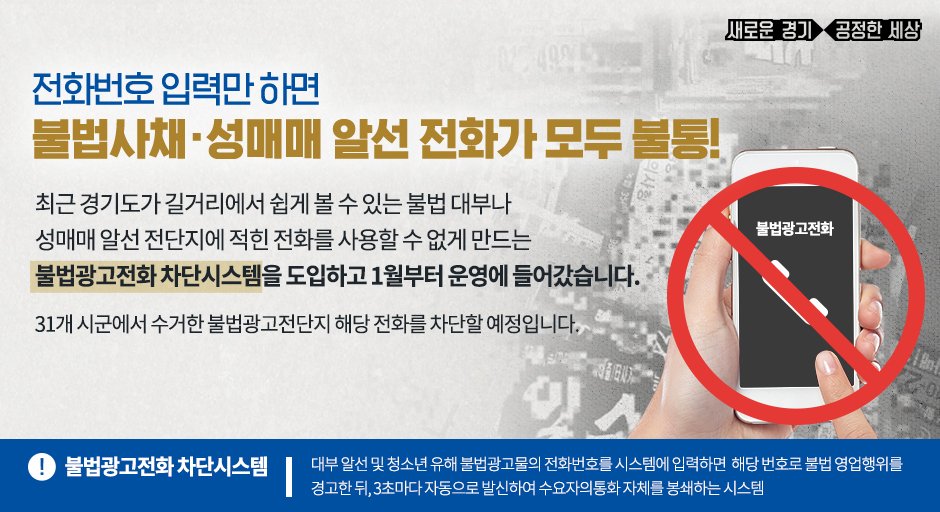 새로운 경기 공정한 세상
전화번호 입력만 하면
불법사채·성매매 알선 전화가 모두 불통!
최근 경기도가 길거리에서 쉽게 볼 수 있는 불법 대부나
성매매 알선 전단지에 적힌 전화를 사용할 수 없게 만드는
불법광고전화 차단시스템을 도입하고 1월부터 운영에 들어갔습니다.
31개 시군에서 수거한 불법광고전단지 해당 전화를 차단할 예정입니다.
불법광고전화
! 불법광고전화 차단시스템
대부 알선 및 청소년 유해 불법광고물의 전화번호를 시스템에 입력하면 해당 번호로 불법 영업행위를
경고한 뒤, 3초마다 자동으로 발신하여 수요자의통화 자체를 봉쇄하는 시스템